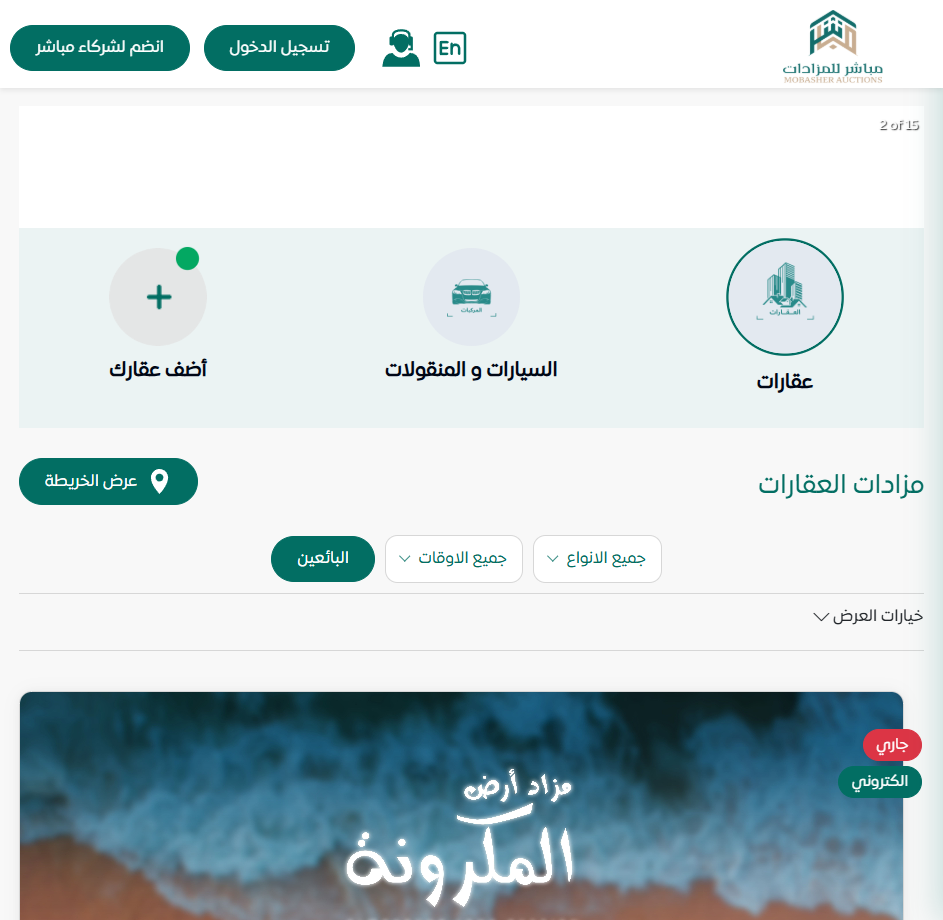 مباشر للمزادات
MOBASHER AUCTIONS
En
تسجيل الدخول
انضم لشركاء مباشر
2 of 15
العقارات
عقارات
المركبات
السيارات و المنقولات
أضف عقارك
مزادات العقارات
عرض الخريطة
جميع الانواع
جميع الاوقات
البائعين
خيارات العرض
جاري
الكتروني
مزاد أرض
الملكرونة